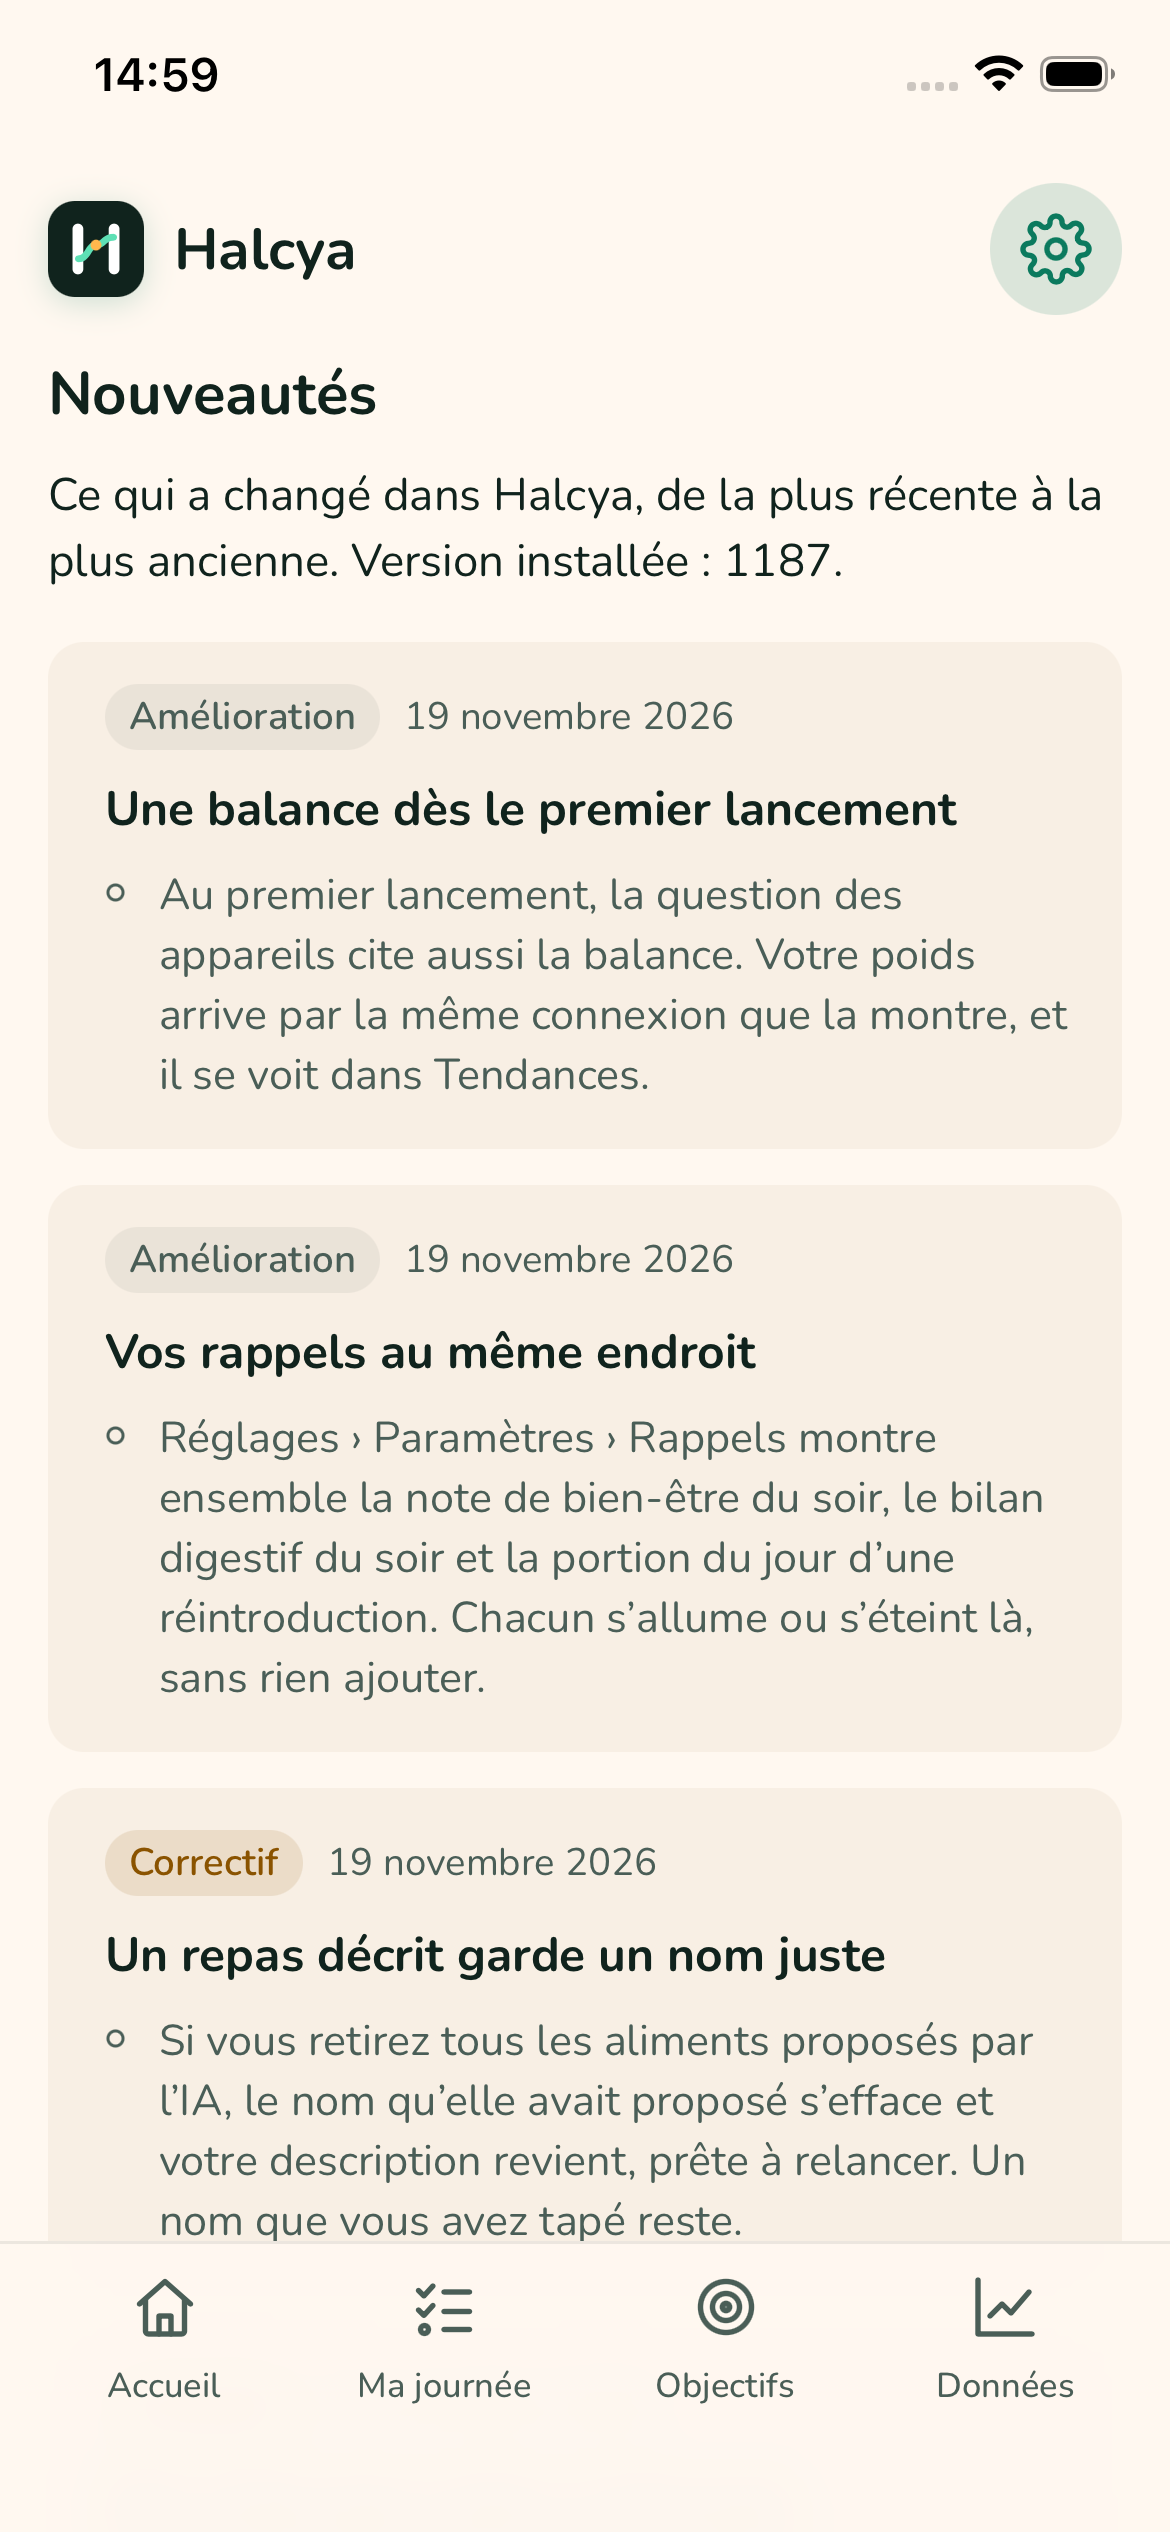 14:59
Halcya
Nouveautés
Ce qui a changé dans Halcya, de la plus récente à la
plus ancienne. Version installée : 1187.
Amélioration 19 novembre 2026
Une balance dès le premier lancement
Au premier lancement, la question des
appareils cite aussi la balance. Votre poids
arrive par la même connexion que la montre, et
il se voit dans Tendances.
Amélioration 19 novembre 2026
Vos rappels au même endroit
Réglages › Paramètres › Rappels montre
ensemble la note de bien-être du soir, le bilan
digestif du soir et la portion du jour d’une
réintroduction. Chacun s’allume ou s’éteint là,
sans rien ajouter.
Correctif 19 novembre 2026
Un repas décrit garde un nom juste
Si vous retirez tous les aliments proposés par
l’IA, le nom qu’elle avait proposé s’efface et
votre description revient, prête à relancer. Un
nom que vous avez tapé reste.
Accueil Ma journée Objectifs Données